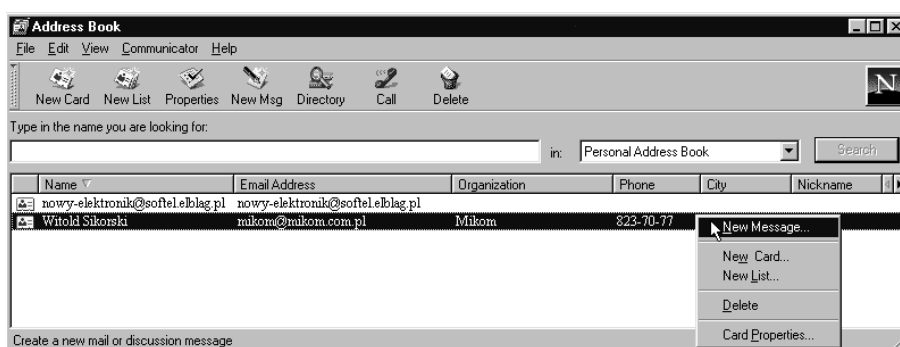 Address Book
File Edit View Communicator Help
New Card New List Properties New Msg Directory Call Delete
N
Type in the name you are looking for:
in: Personal Address Book Search
Name Email Address Organization Phone City Nickname
nowy-elektronik@softel.elblag.pl nowy-elektronik@softel.elblag.pl
Witold Sikorski mikom@mikom.com.pl Mikom 823-70-77
New Message...
New Card...
New List...
Delete
Card Properties...
Create a new mail or discussion message